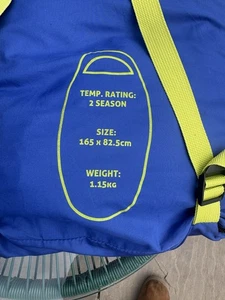 TEMP. RATING:
2 SEASON
SIZE:
165 x 82.5cm
WEIGHT:
1.15KG